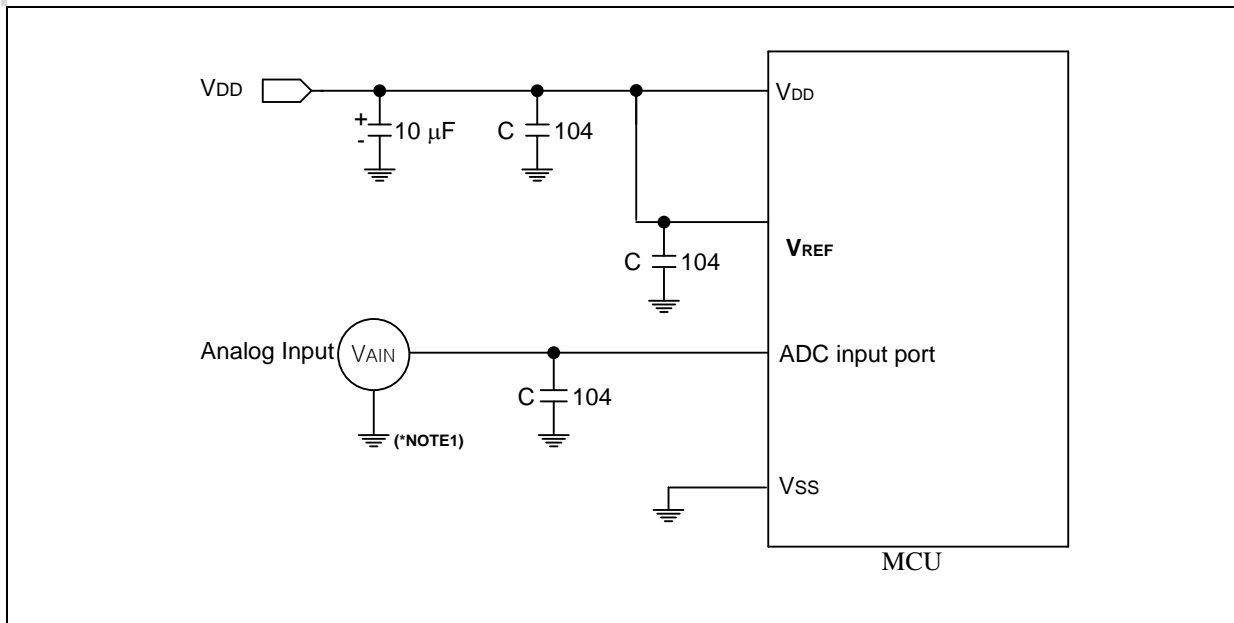 VDD
VDD
+
-
10 μF
C 104
C 104
VREF
Analog Input
VAIN
ADC input port
C 104
(*NOTE1)
VSS
MCU